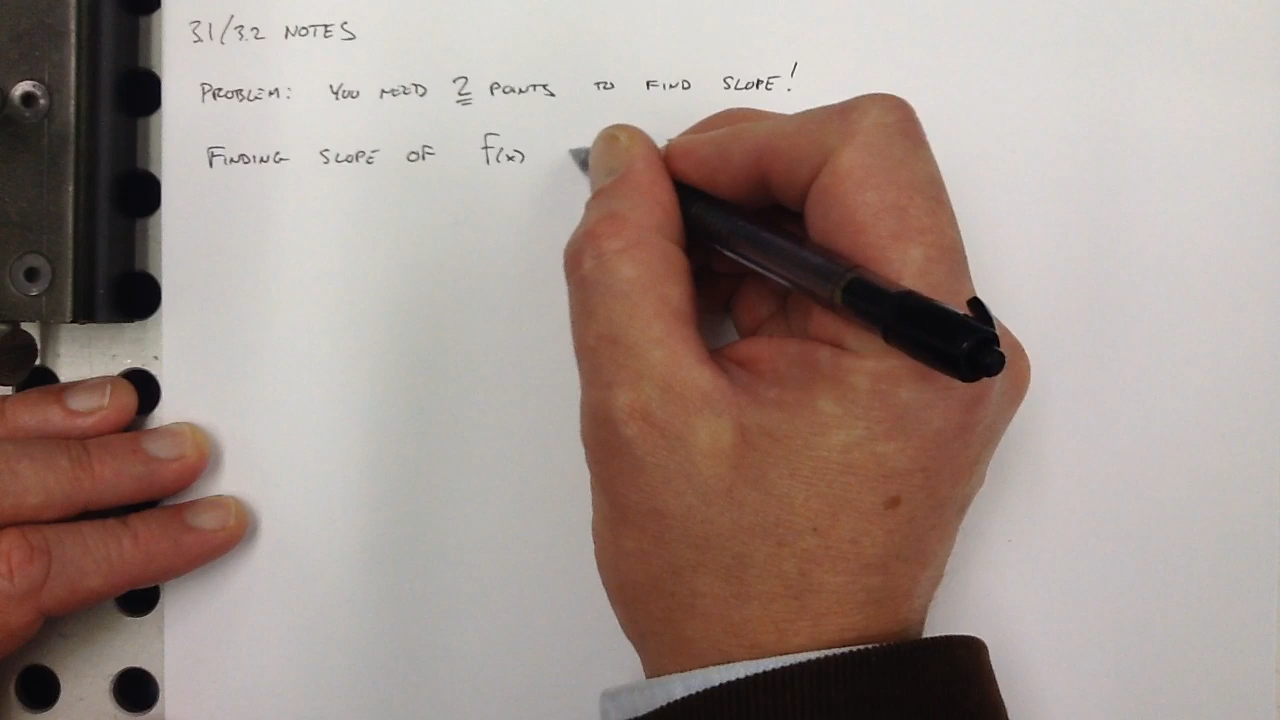 3.1/3.2 NOTES
PROBLEM: YOU NEED 2 POINTS TO FIND SLOPE!
FINDING SLOPE OF f(x)